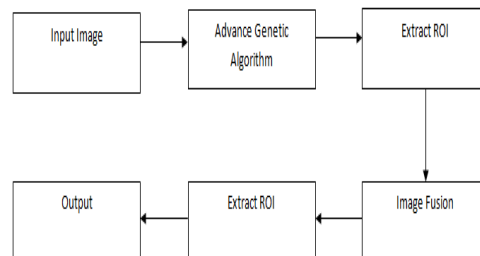 Input Image
Advance Genetic
Algorithm
Extract ROI
Output
Extract ROI
Image Fusion